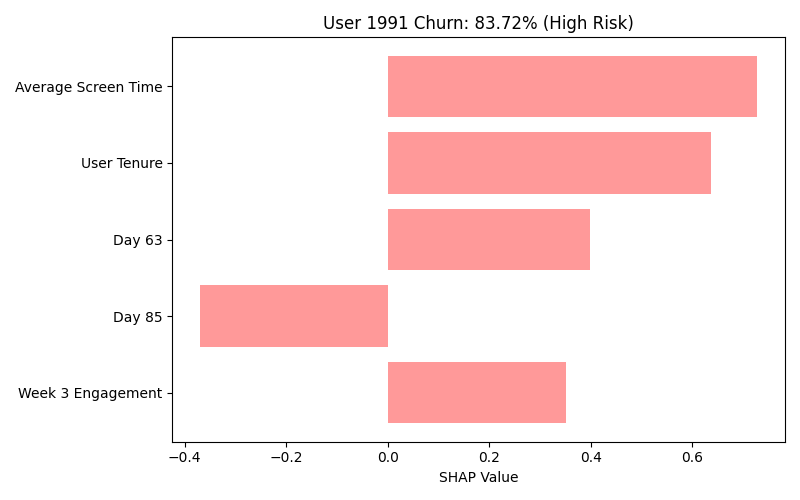 User 1991 Churn: 83.72% (High Risk)
Average Screen Time
User Tenure
Day 63
Day 85
Week 3 Engagement
−0.4 −0.2 0.0 0.2 0.4 0.6
SHAP Value